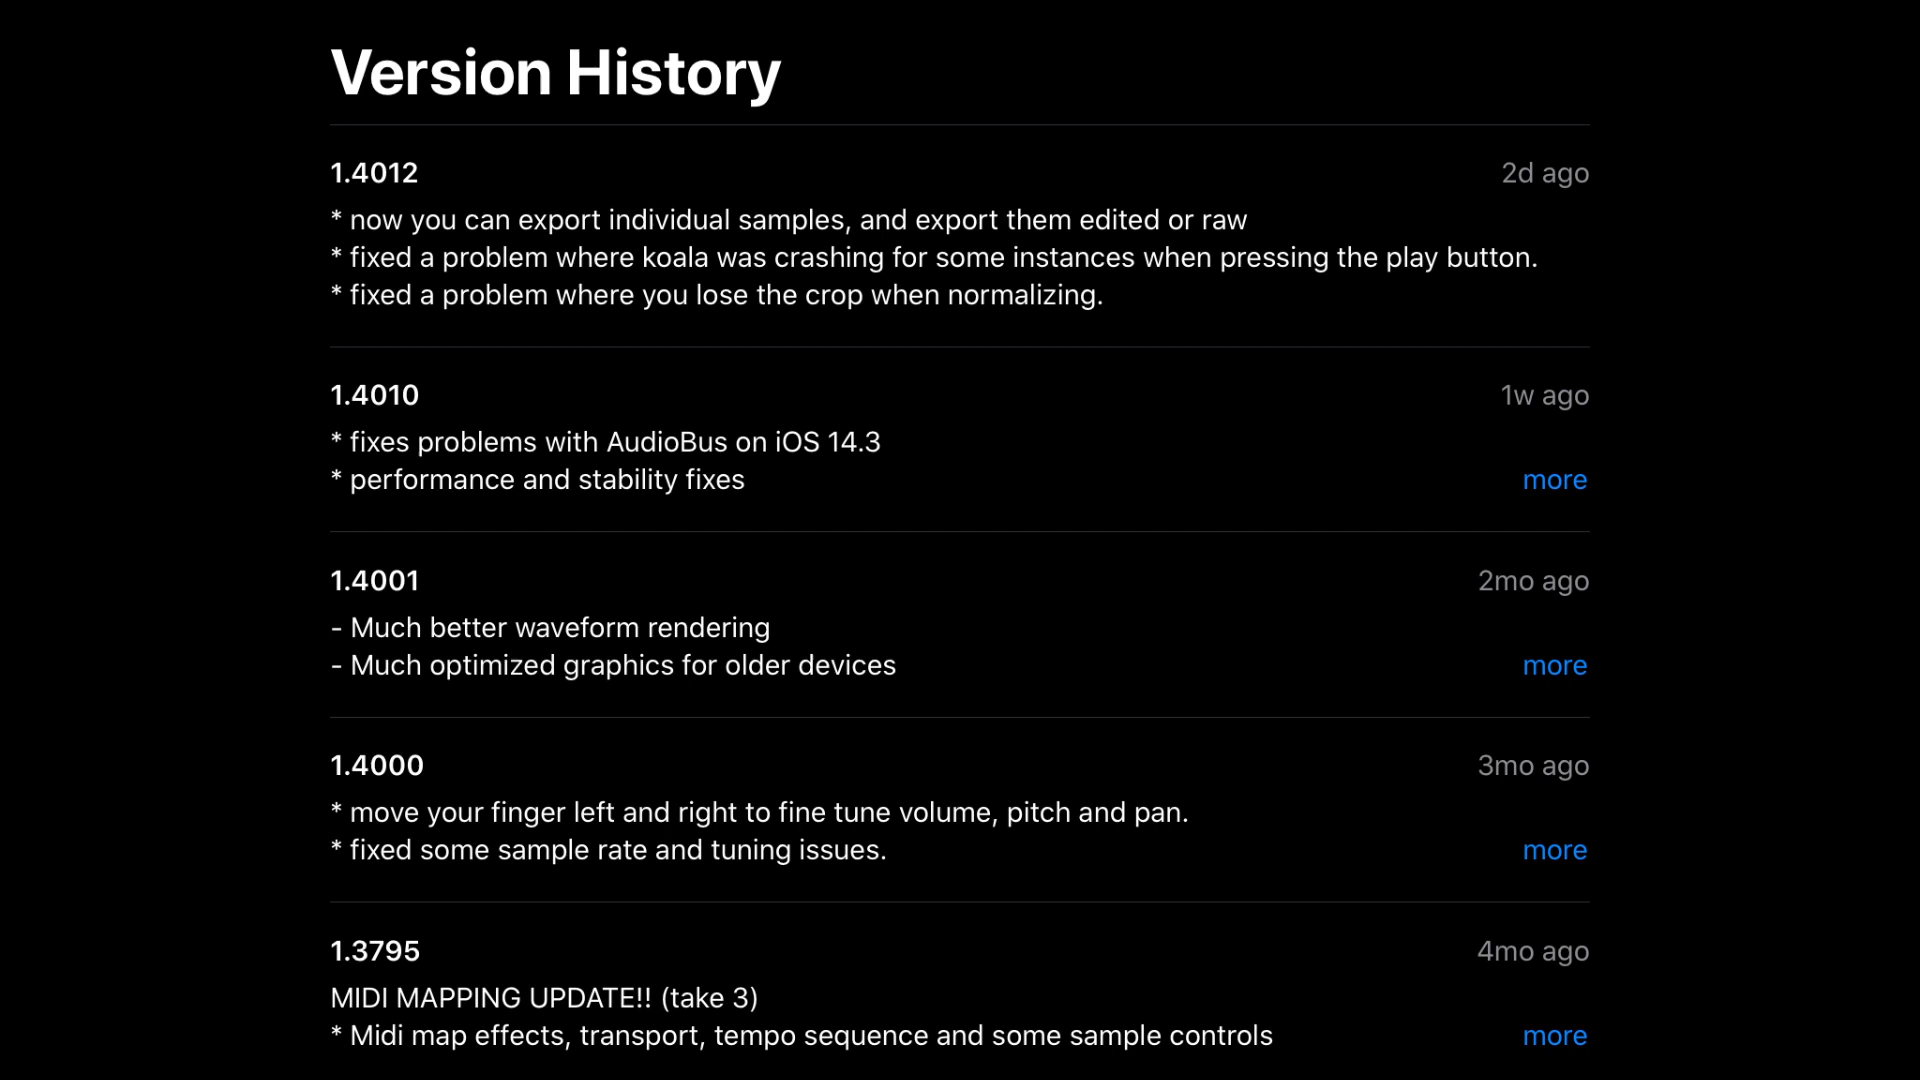 Version History
1.4012
2d ago
* now you can export individual samples, and export them edited or raw
* fixed a problem where koala was crashing for some instances when pressing the play button.
* fixed a problem where you lose the crop when normalizing.
1.4010
1w ago
* fixes problems with AudioBus on iOS 14.3
* performance and stability fixes
more
1.4001
2mo ago
- Much better waveform rendering
- Much optimized graphics for older devices
more
1.4000
3mo ago
* move your finger left and right to fine tune volume, pitch and pan.
* fixed some sample rate and tuning issues.
more
1.3795
4mo ago
MIDI MAPPING UPDATE!! (take 3)
* Midi map effects, transport, tempo sequence and some sample controls
more